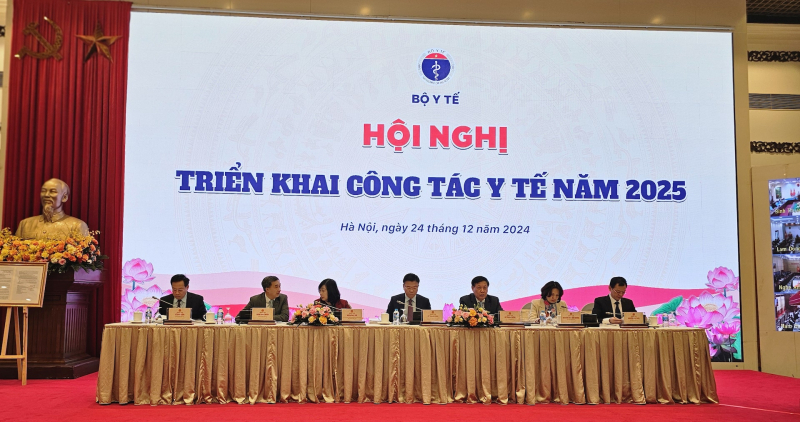 BỘ Y TẾ
HỘI NGHỊ
TRIỂN KHAI CÔNG TÁC Y TẾ NĂM 2025
Hà Nội, ngày 24 tháng 12 năm 2024